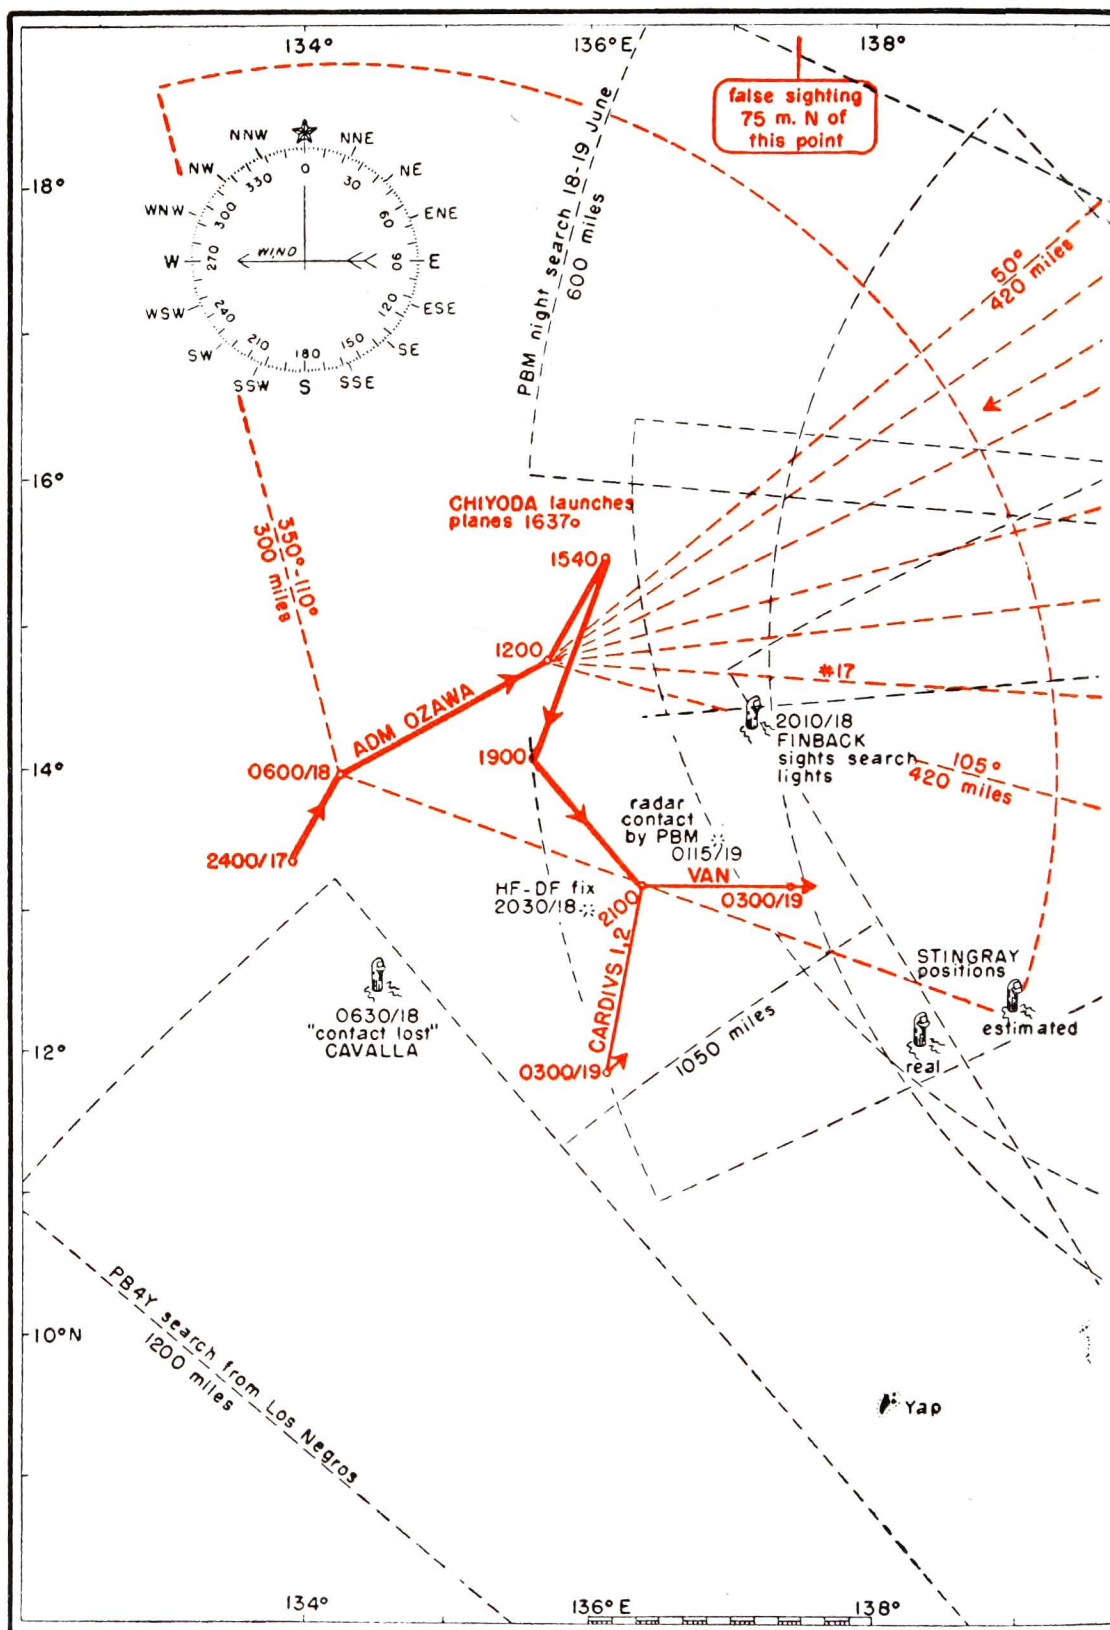 134°
136°E
138°
false sighting
75 m. N of
this point
NNW
NNE
NW
NE
WNW
ENE
W
E
WSW
ESE
SW
SE
SSW
S
SSE
0
30
60
90
120
150
180
210
240
270
300
330
WIND
18°
PBM night search 18-19 June
600 miles
50°
420 miles
16°
CHIYODA launches
planes 1637
1540
350°-110°
300 miles
1200
#17
ADM OZAWA
2010/18
FINBACK
sights search
lights
14°
0600/18
1900
105°
420 miles
radar
contact
by PBM
0115/19
2400/17
VAN
0300/19
HF-DF fix
2030/18
2100
CARDIVS 1,2
STINGRAY
positions
estimated
real
0630/18
"contact lost"
CAVALLA
12°
1050 miles
0300/19
10°N
PB4Y search from Los Negros
1200 miles
Yap
134°
136°E
138°